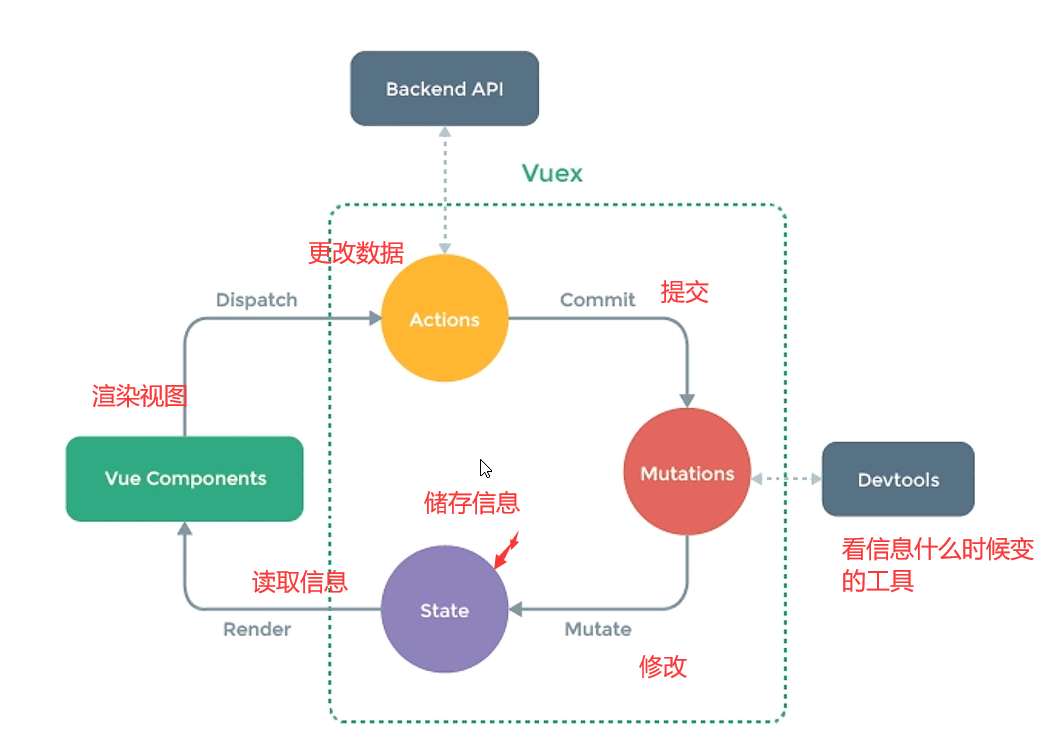 Backend API
Vuex
更改数据
Dispatch
Actions
Commit
提交
渲染视图
Vue Components
Mutations
Devtools
储存信息
看信息什么时候变
的工具
读取信息
State
Render
Mutate
修改